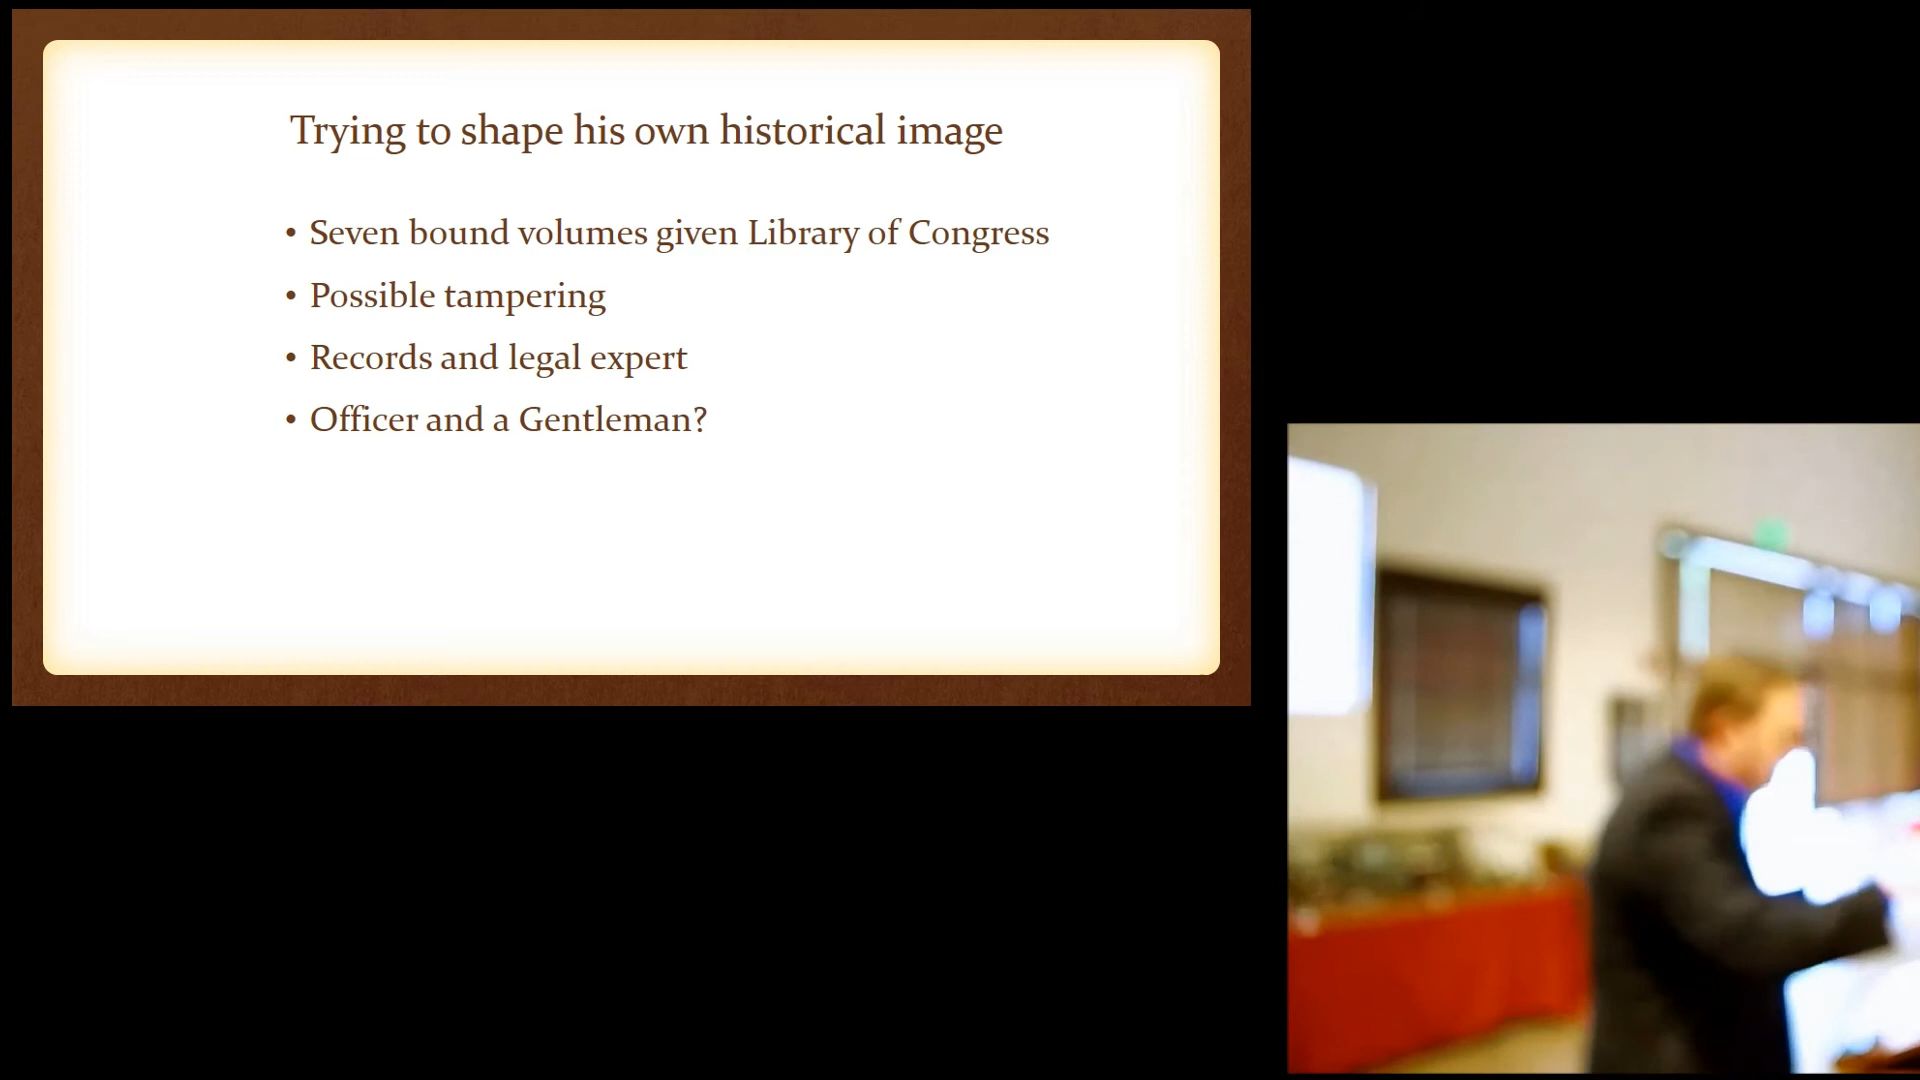 Trying to shape his own historical image
• Seven bound volumes given Library of Congress
• Possible tampering
• Records and legal expert
• Officer and a Gentleman?